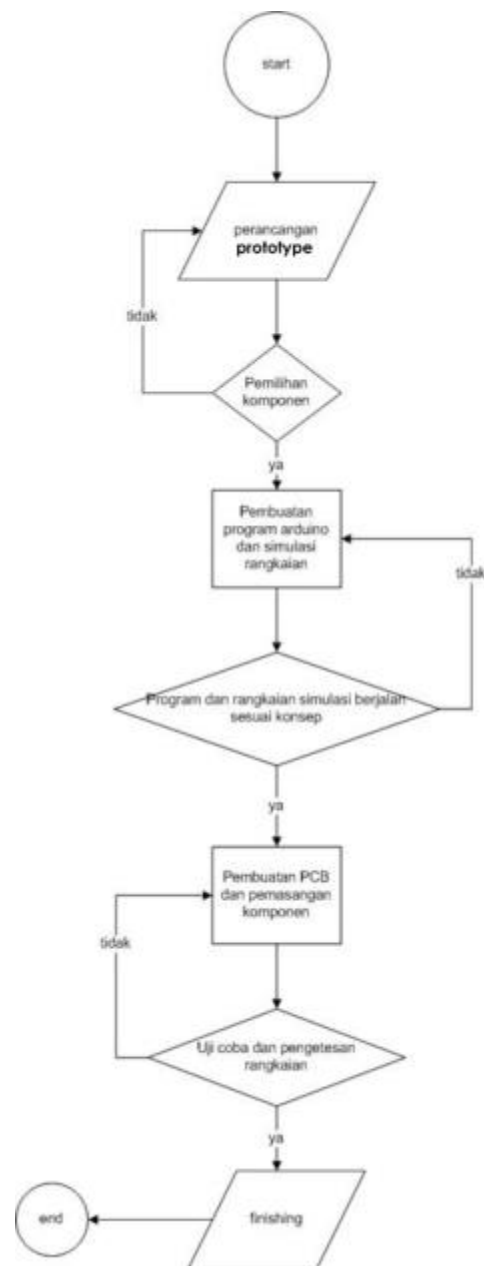 start
perancangan
prototype
tidak
Pemilihan
komponen
ya
Pembuatan
program arduino
dan simulasi
rangkaian
tidak
Program dan rangkaian simulasi berjalan
sesuai konsep
ya
Pembuatan PCB
dan pemasangan
komponen
tidak
Uji coba dan pengetesan
rangkaian
ya
finishing
end